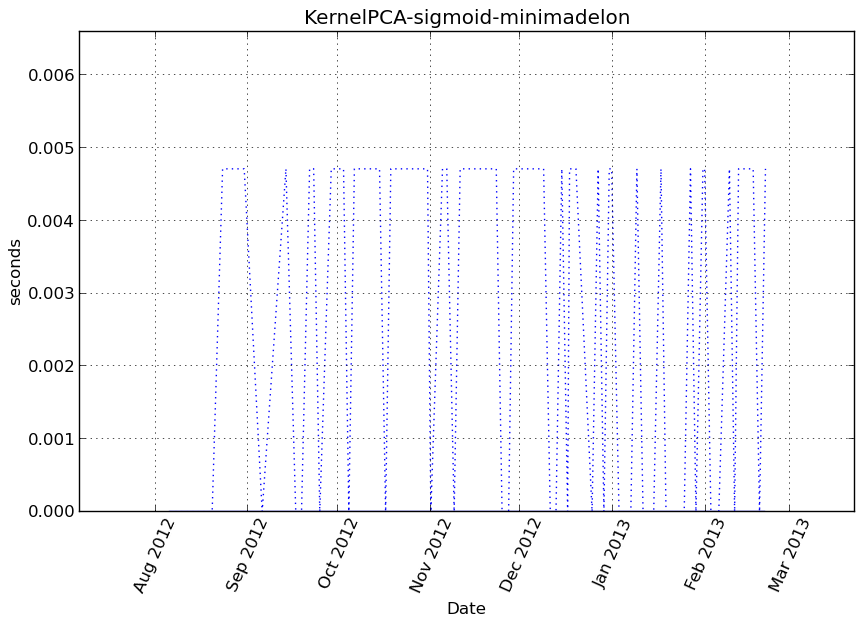 KernelPCA-sigmoid-minimadelon
0.006
0.005
0.004
0.003
0.002
0.001
0.000
seconds
Aug 2012
Sep 2012
Oct 2012
Nov 2012
Dec 2012
Jan 2013
Feb 2013
Mar 2013
Date